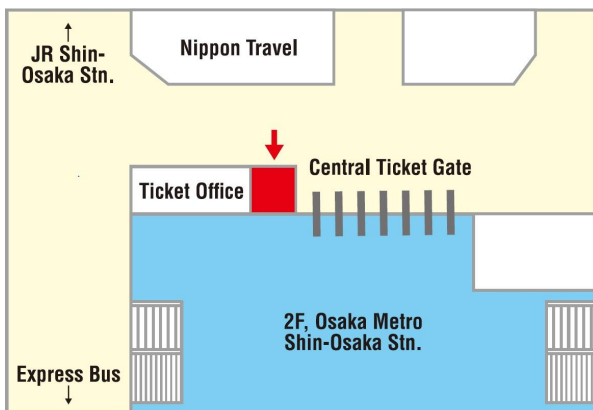 JR Shin-
Osaka Stn.
Nippon Travel
Central Ticket Gate
Ticket Office
2F, Osaka Metro
Shin-Osaka Stn.
Express Bus